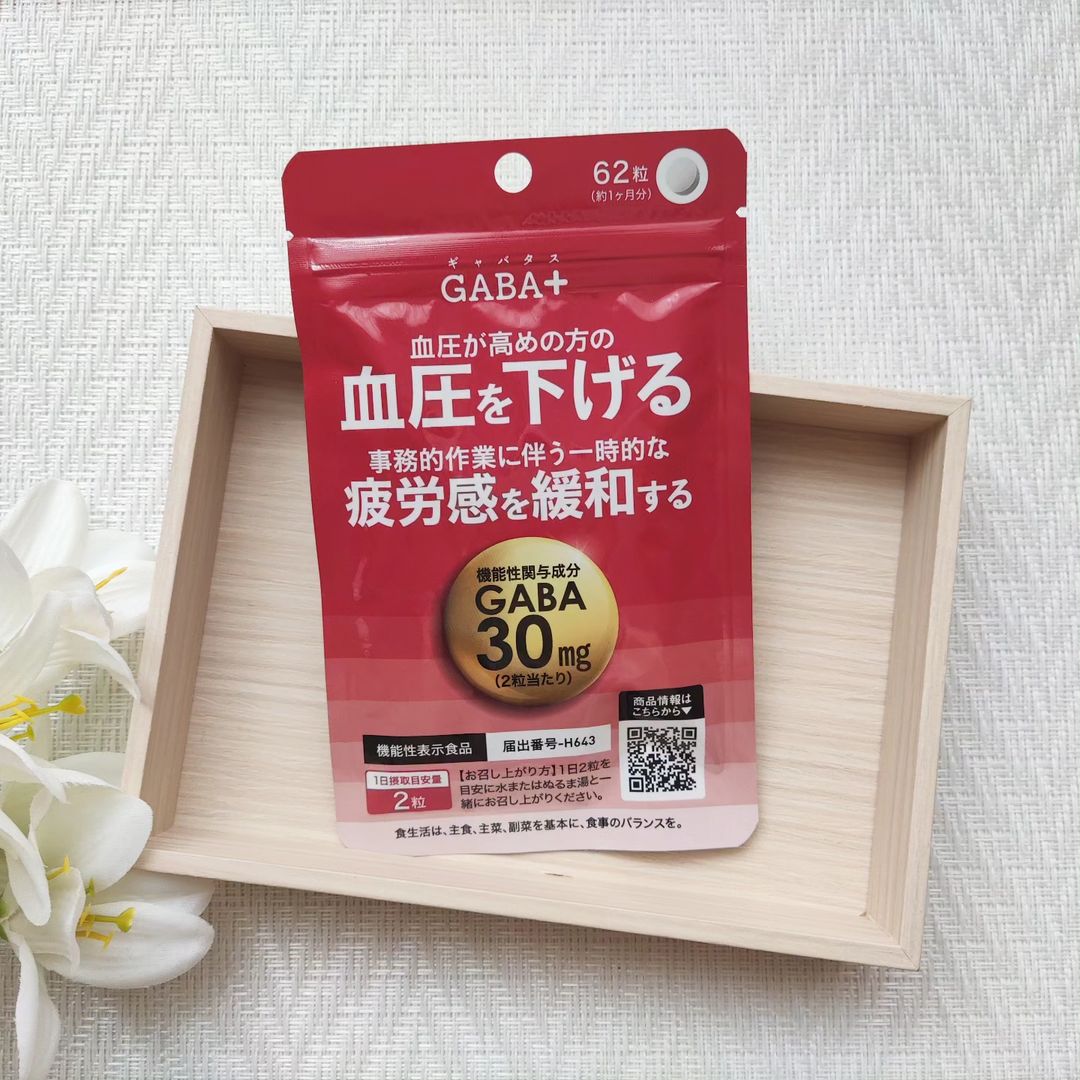 62粒
(約1ヶ月分)
ギャバタス
GABA+
血圧が高めの方の
血圧を下げる
事務的作業に伴う一時的な
疲労感を緩和する
機能性関与成分
GABA
30mg
(2粒当たり)
商品情報は
こちらから▼
機能性表示食品
届出番号-H643
1日摂取目安量
2粒
【お召し上がり方】1日2粒を
目安に水またはぬるま湯と一
緒にお召し上がりください。
食生活は、主食、主菜、副菜を基本に、食事のバランスを。